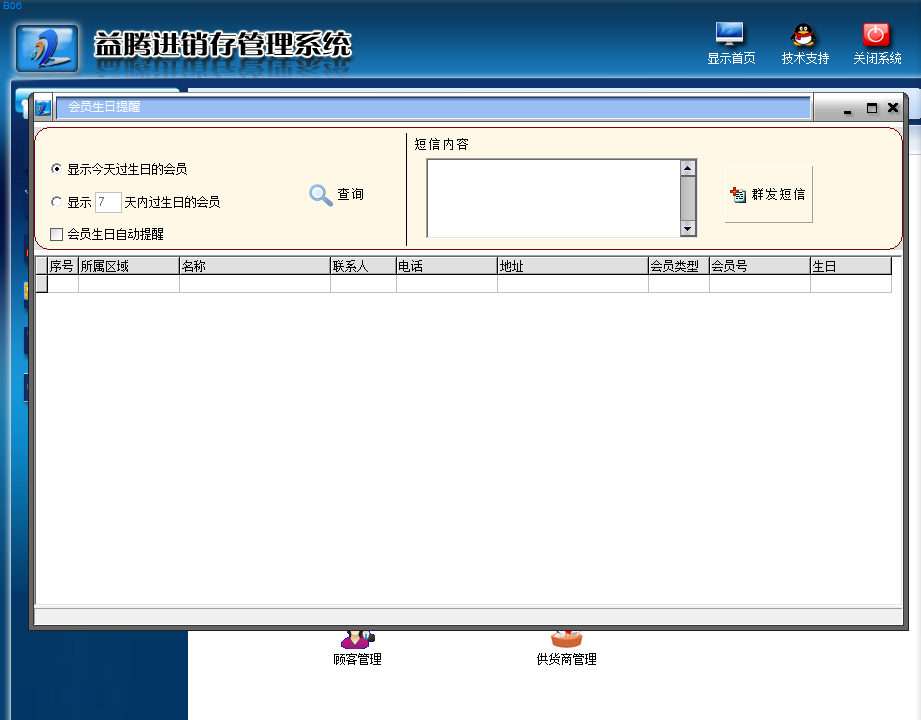 B06
益腾进销存管理系统
显示首页 技术支持 关闭系统
会员生日提醒
短信内容
显示今天过生日的会员
显示 7 天内过生日的会员
查询
群发短信
会员生日自动提醒
序号 所属区域 名称 联系人 电话 地址 会员类型 会员号 生日
顾客管理 供货商管理